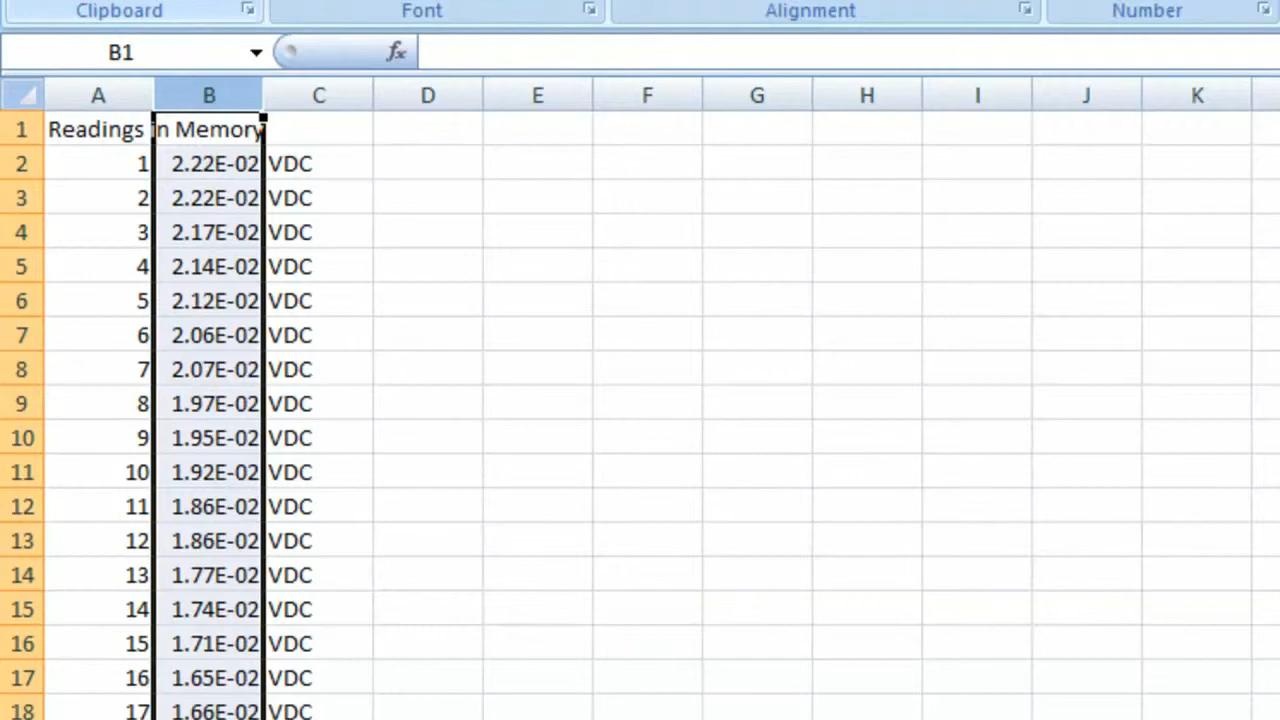 Clipboard Font Alignment Number
B1 fx
A B C D E F G H I J K
1 Readings in Memory
2 1 2.22E-02 VDC
3 2 2.22E-02 VDC
4 3 2.17E-02 VDC
5 4 2.14E-02 VDC
6 5 2.12E-02 VDC
7 6 2.06E-02 VDC
8 7 2.07E-02 VDC
9 8 1.97E-02 VDC
10 9 1.95E-02 VDC
11 10 1.92E-02 VDC
12 11 1.86E-02 VDC
13 12 1.86E-02 VDC
14 13 1.77E-02 VDC
15 14 1.74E-02 VDC
16 15 1.71E-02 VDC
17 16 1.65E-02 VDC
18 17 1.66E-02 VDC